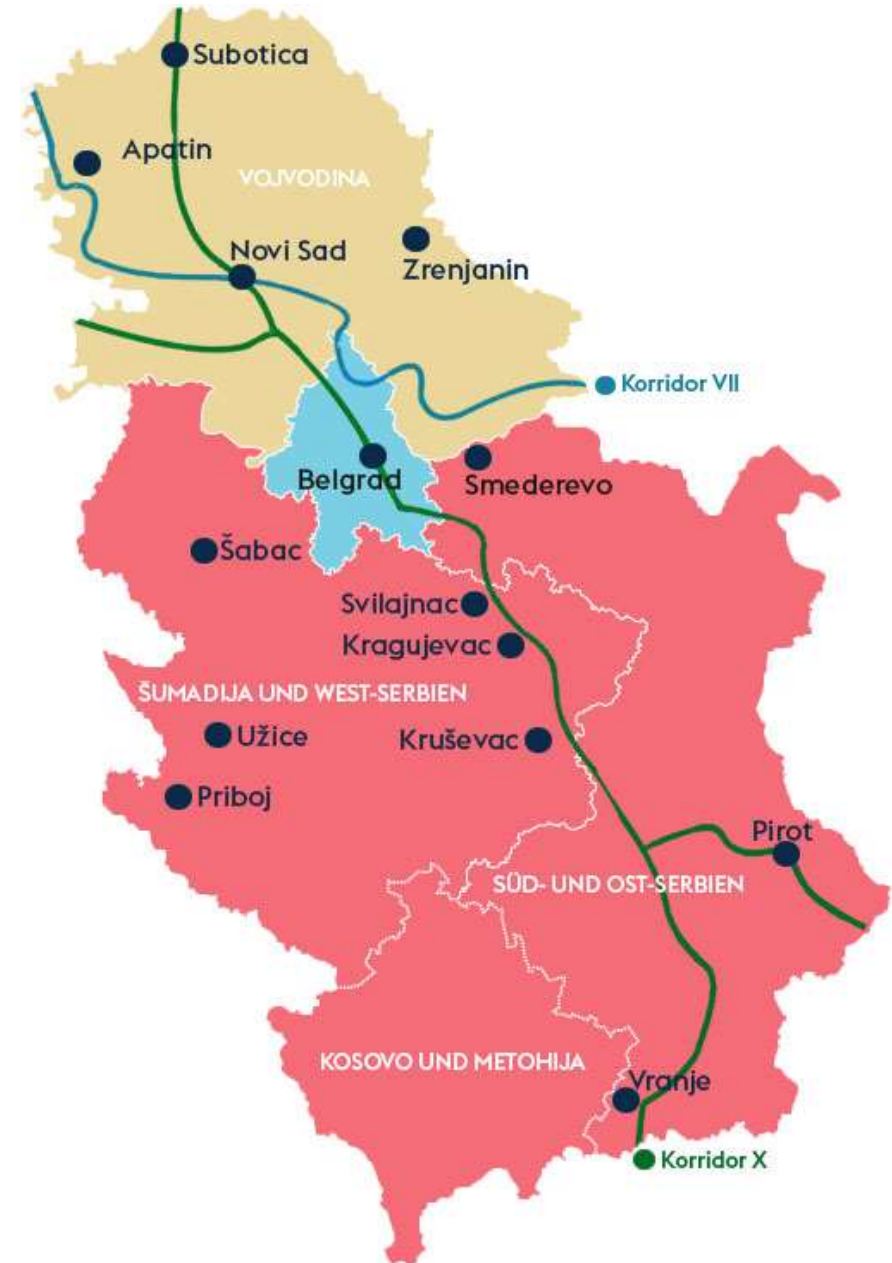 Subotica
Apatin
VOJVODINA
Novi Sad
Zrenjanin
Korridor VII
Belgrad
Smederevo
Šabac
Svilajnac
Kragujevac
ŠUMADIJA UND WEST-SERBIEN
Užice
Kruševac
Priboj
Pirot
SÜD- UND OST-SERBIEN
KOSOVO UND METOHIJA
Vranje
Korridor X